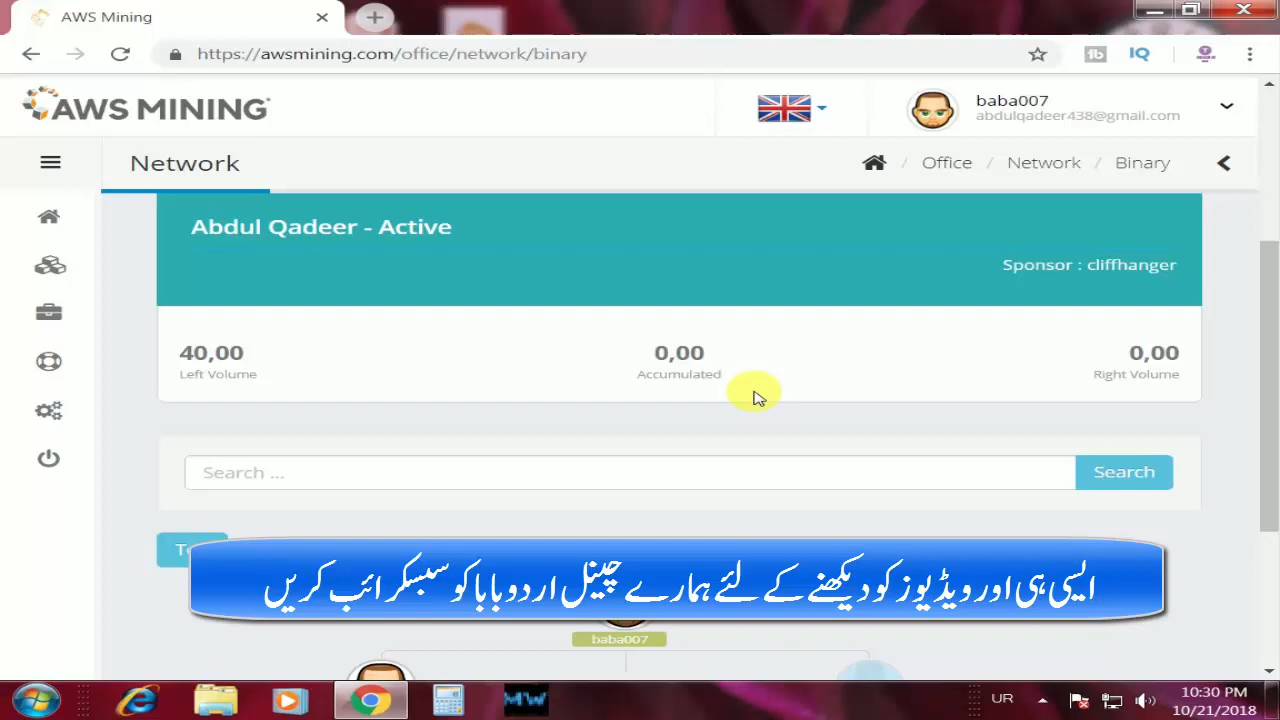 AWS Mining
https://awsmining.com/office/network/binary
AWS MINING
baba007
abdulqadeer438@gmail.com
Network
Office / Network / Binary
Abdul Qadeer - Active
Sponsor : cliffhanger
40,00
Left Volume
0,00
Accumulated
0,00
Right Volume
Search ...
Search
ایسی ہی اور ویڈیوز کو دیکھنے کے لئے ہمارے چینل اردو بابا کو سبسکرائب کریں
baba007
UR
10:30 PM
10/21/2018